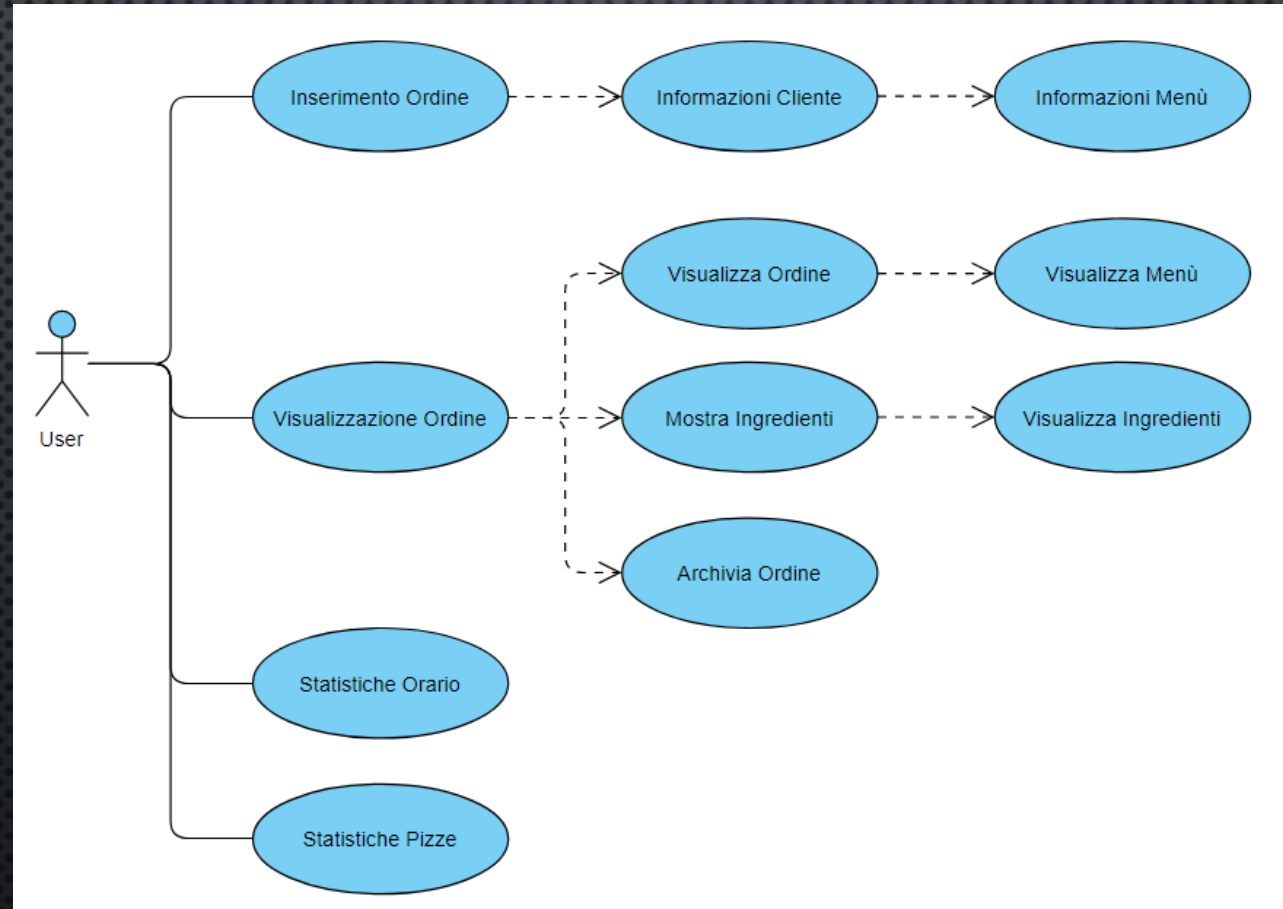 Inserimento Ordine
Informazioni Cliente
Informazioni Menù
Visualizza Ordine
Visualizza Menù
User
Visualizzazione Ordine
Mostra Ingredienti
Visualizza Ingredienti
Archivia Ordine
Statistiche Orario
Statistiche Pizze